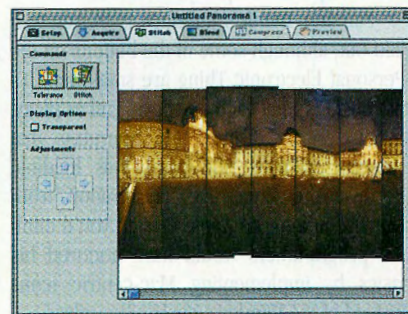 Untitled Panorama 1
Setup Acquire Stitch Blend Compress Preview
Commands
Tolerance Stitch
Display Options
Transparent
Adjustments